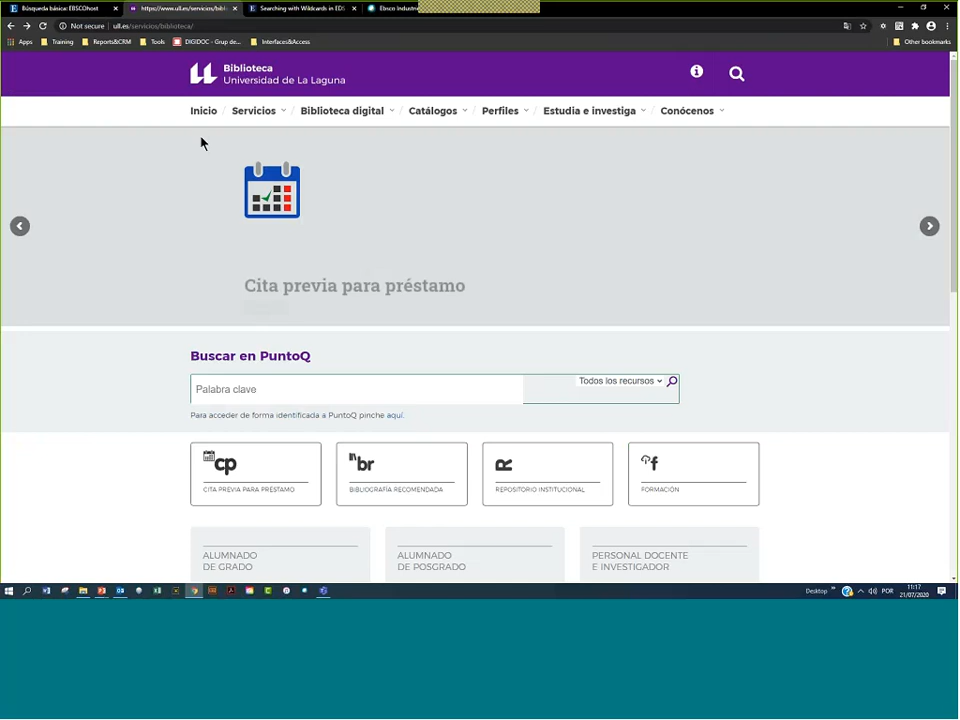 Búsqueda básica: EBSCOhost
https://www.ull.es/servicios/bibl
Searching with Wildcards in EDS
Ebsco Industr
Not secure | ull.es/servicios/biblioteca/
Apps Training Reports&CRM Tools DIGIDOC - Grup de... Interfaces&Access Other bookmarks
Biblioteca
Universidad de La Laguna
Inicio / Servicios / Biblioteca digital / Catálogos / Perfiles / Estudia e investiga / Conócenos
Cita previa para préstamo
Buscar en PuntoQ
Palabra clave
Todos los recursos
Para acceder de forma identificada a PuntoQ pinche aquí.
cp
CITA PREVIA PARA PRÉSTAMO
br
BIBLIOGRAFÍA RECOMENDADA
R
REPOSITORIO INSTITUCIONAL
f
FORMACIÓN
ALUMNADO
DE GRADO
ALUMNADO
DE POSGRADO
PERSONAL DOCENTE
E INVESTIGADOR
Desktop
POR
11:17
21/07/2020